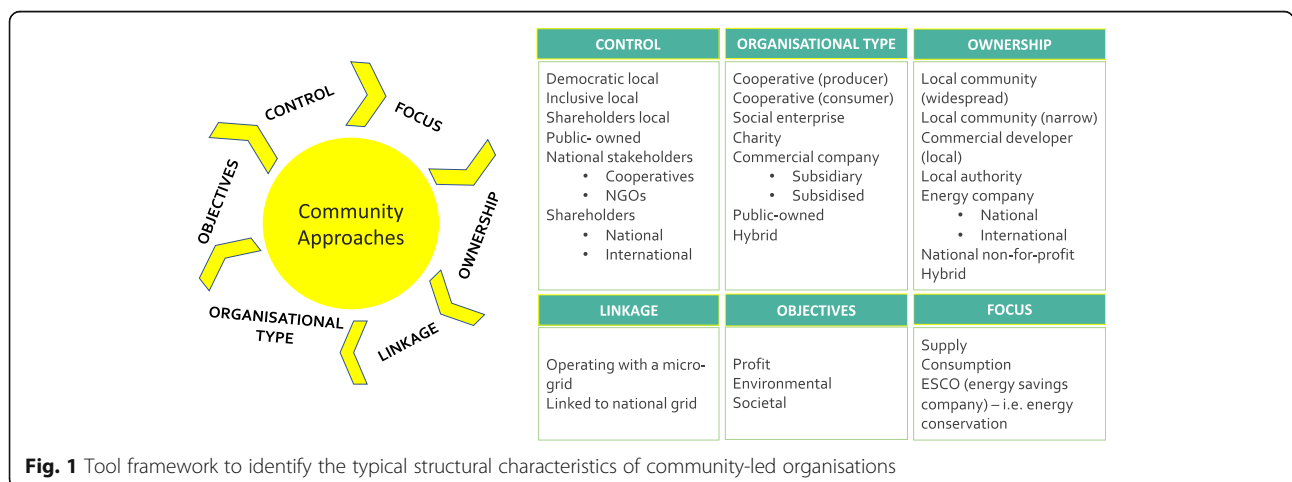 CONTROL
FOCUS
OWNERSHIP
LINKAGE
ORGANISATIONAL
TYPE
OBJECTIVES
Community
Approaches
CONTROL
Democratic local
Inclusive local
Shareholders local
Public- owned
National stakeholders
• Cooperatives
• NGOs
Shareholders
• National
• International
ORGANISATIONAL TYPE
Cooperative (producer)
Cooperative (consumer)
Social enterprise
Charity
Commercial company
• Subsidiary
• Subsidised
Public-owned
Hybrid
OWNERSHIP
Local community
(widespread)
Local community (narrow)
Commercial developer
(local)
Local authority
Energy company
• National
• International
National non-for-profit
Hybrid
LINKAGE
Operating with a micro-
grid
Linked to national grid
OBJECTIVES
Profit
Environmental
Societal
FOCUS
Supply
Consumption
ESCO (energy savings
company) – i.e. energy
conservation
Fig. 1 Tool framework to identify the typical structural characteristics of community-led organisations